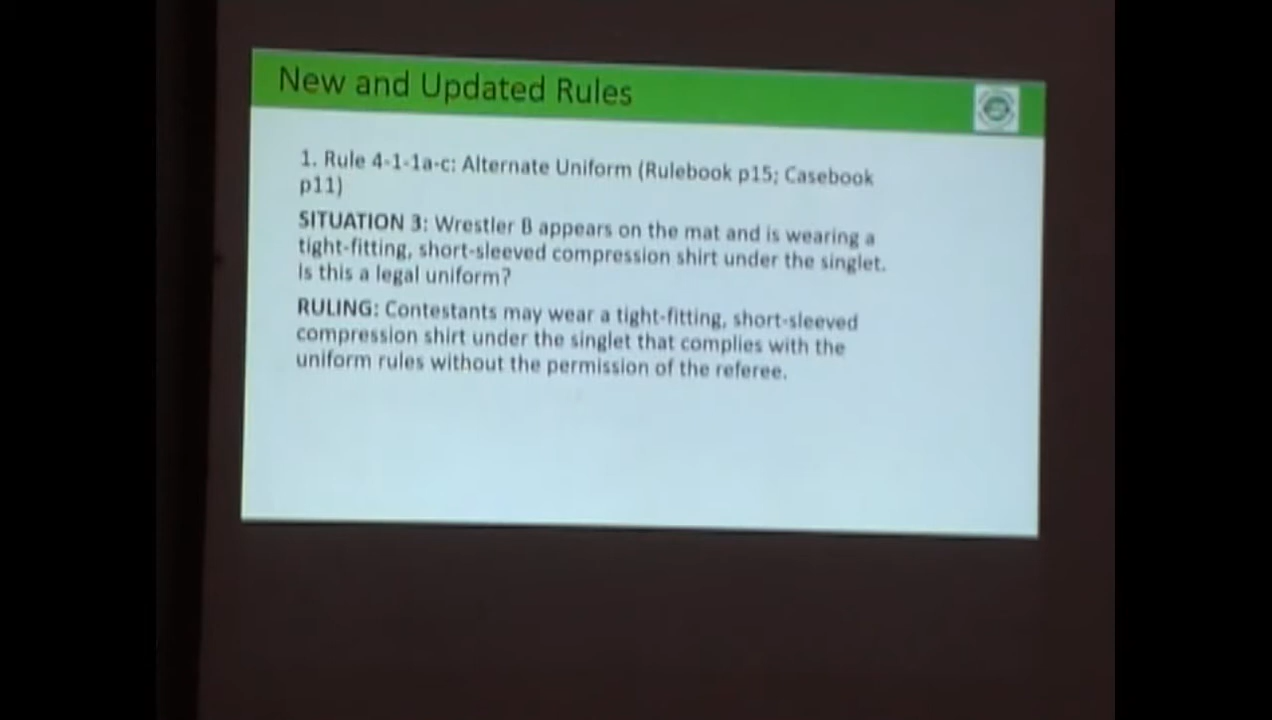 New and Updated Rules
1. Rule 4-1-1a-c: Alternate Uniform (Rulebook p15; Casebook
p11)
SITUATION 3: Wrestler B appears on the mat and is wearing a
tight-fitting, short-sleeved compression shirt under the singlet.
Is this a legal uniform?
RULING: Contestants may wear a tight-fitting, short-sleeved
compression shirt under the singlet that complies with the
uniform rules without the permission of the referee.